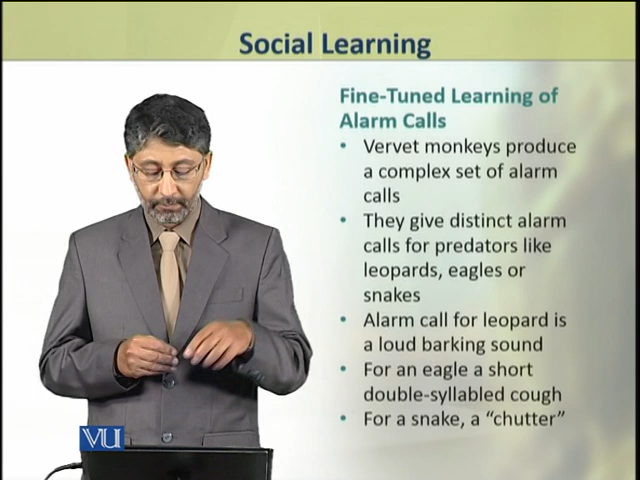 Social Learning
Fine-Tuned Learning of
Alarm Calls
• Vervet monkeys produce
a complex set of alarm
calls
• They give distinct alarm
calls for predators like
leopards, eagles or
snakes
• Alarm call for leopard is
a loud barking sound
• For an eagle a short
double-syllabled cough
• For a snake, a “chutter”
VU